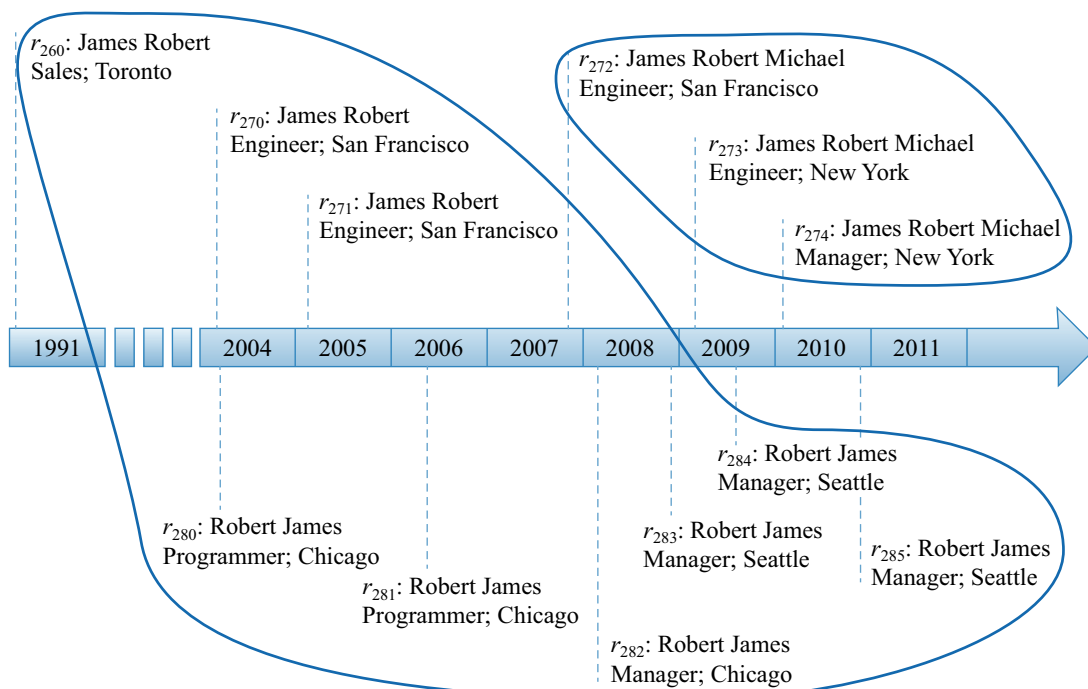 r260: James Robert
Sales; Toronto
r272: James Robert Michael
Engineer; San Francisco
r270: James Robert
Engineer; San Francisco
r273: James Robert Michael
Engineer; New York
r271: James Robert
Engineer; San Francisco
r274: James Robert Michael
Manager; New York
1991 2004 2005 2006 2007 2008 2009 2010 2011
r284: Robert James
Manager; Seattle
r280: Robert James
Programmer; Chicago
r283: Robert James
Manager; Seattle
r285: Robert James
Manager; Seattle
r281: Robert James
Programmer; Chicago
r282: Robert James
Manager; Chicago